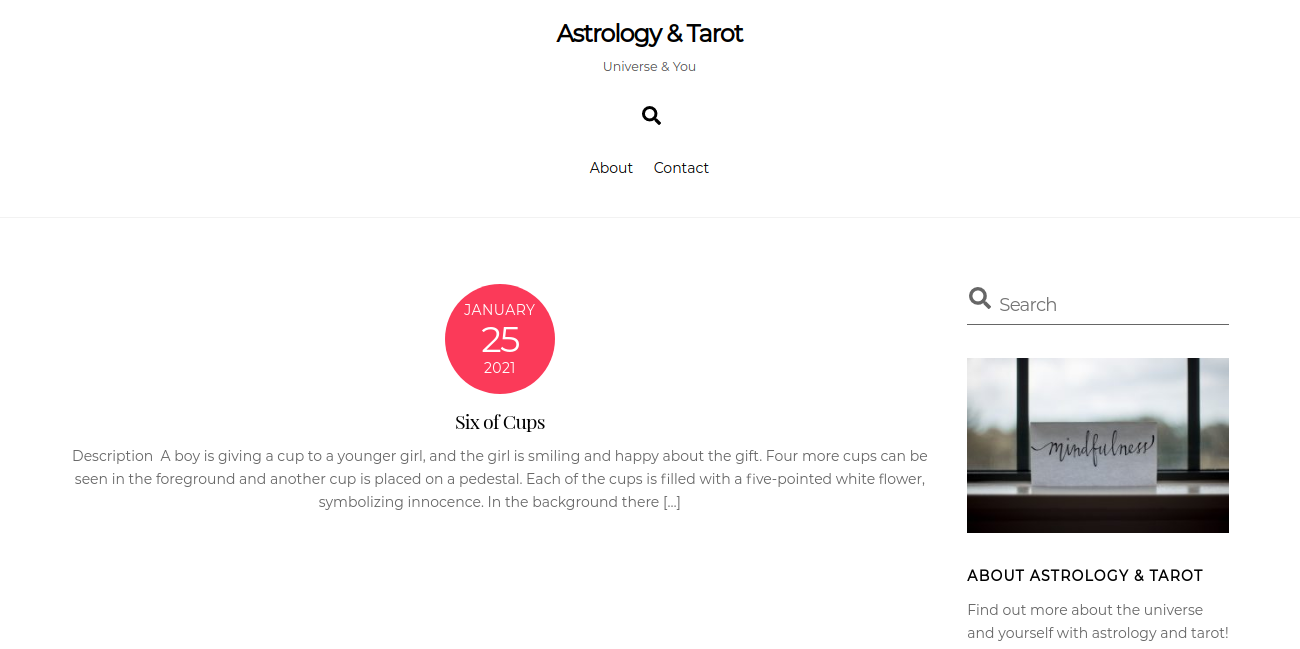 Astrology & Tarot
Universe & You
About Contact
JANUARY
25
2021
Six of Cups
Description  A boy is giving a cup to a younger girl, and the girl is smiling and happy about the gift. Four more cups can be
seen in the foreground and another cup is placed on a pedestal. Each of the cups is filled with a five-pointed white flower,
symbolizing innocence. In the background there [...]
Search
mindfulness
ABOUT ASTROLOGY & TAROT
Find out more about the universe
and yourself with astrology and tarot!